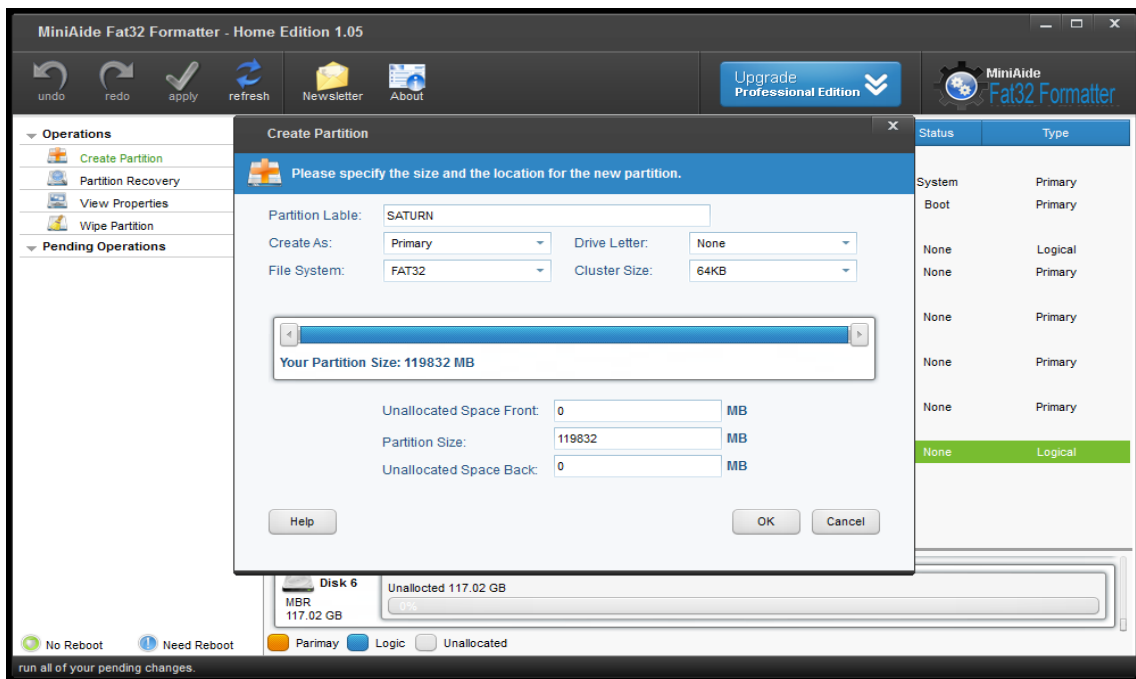 MiniAide Fat32 Formatter - Home Edition 1.05
undo redo apply refresh Newsletter About
Upgrade
Professional Edition
MiniAide
Fat32 Formatter
Operations
Create Partition
Partition Recovery
View Properties
Wipe Partition
Pending Operations
Create Partition
Please specify the size and the location for the new partition.
Partition Lable: SATURN
Create As: Primary Drive Letter: None
File System: FAT32 Cluster Size: 64KB
Your Partition Size: 119832 MB
Unallocated Space Front: 0 MB
Partition Size: 119832 MB
Unallocated Space Back: 0 MB
Help OK Cancel
Status Type
System Primary
Boot Primary
None Logical
None Primary
None Primary
None Primary
None Primary
None Logical
Disk 6
MBR
117.02 GB
Unallocted 117.02 GB
0%
No Reboot Need Reboot
Parimay Logic Unallocated
run all of your pending changes.